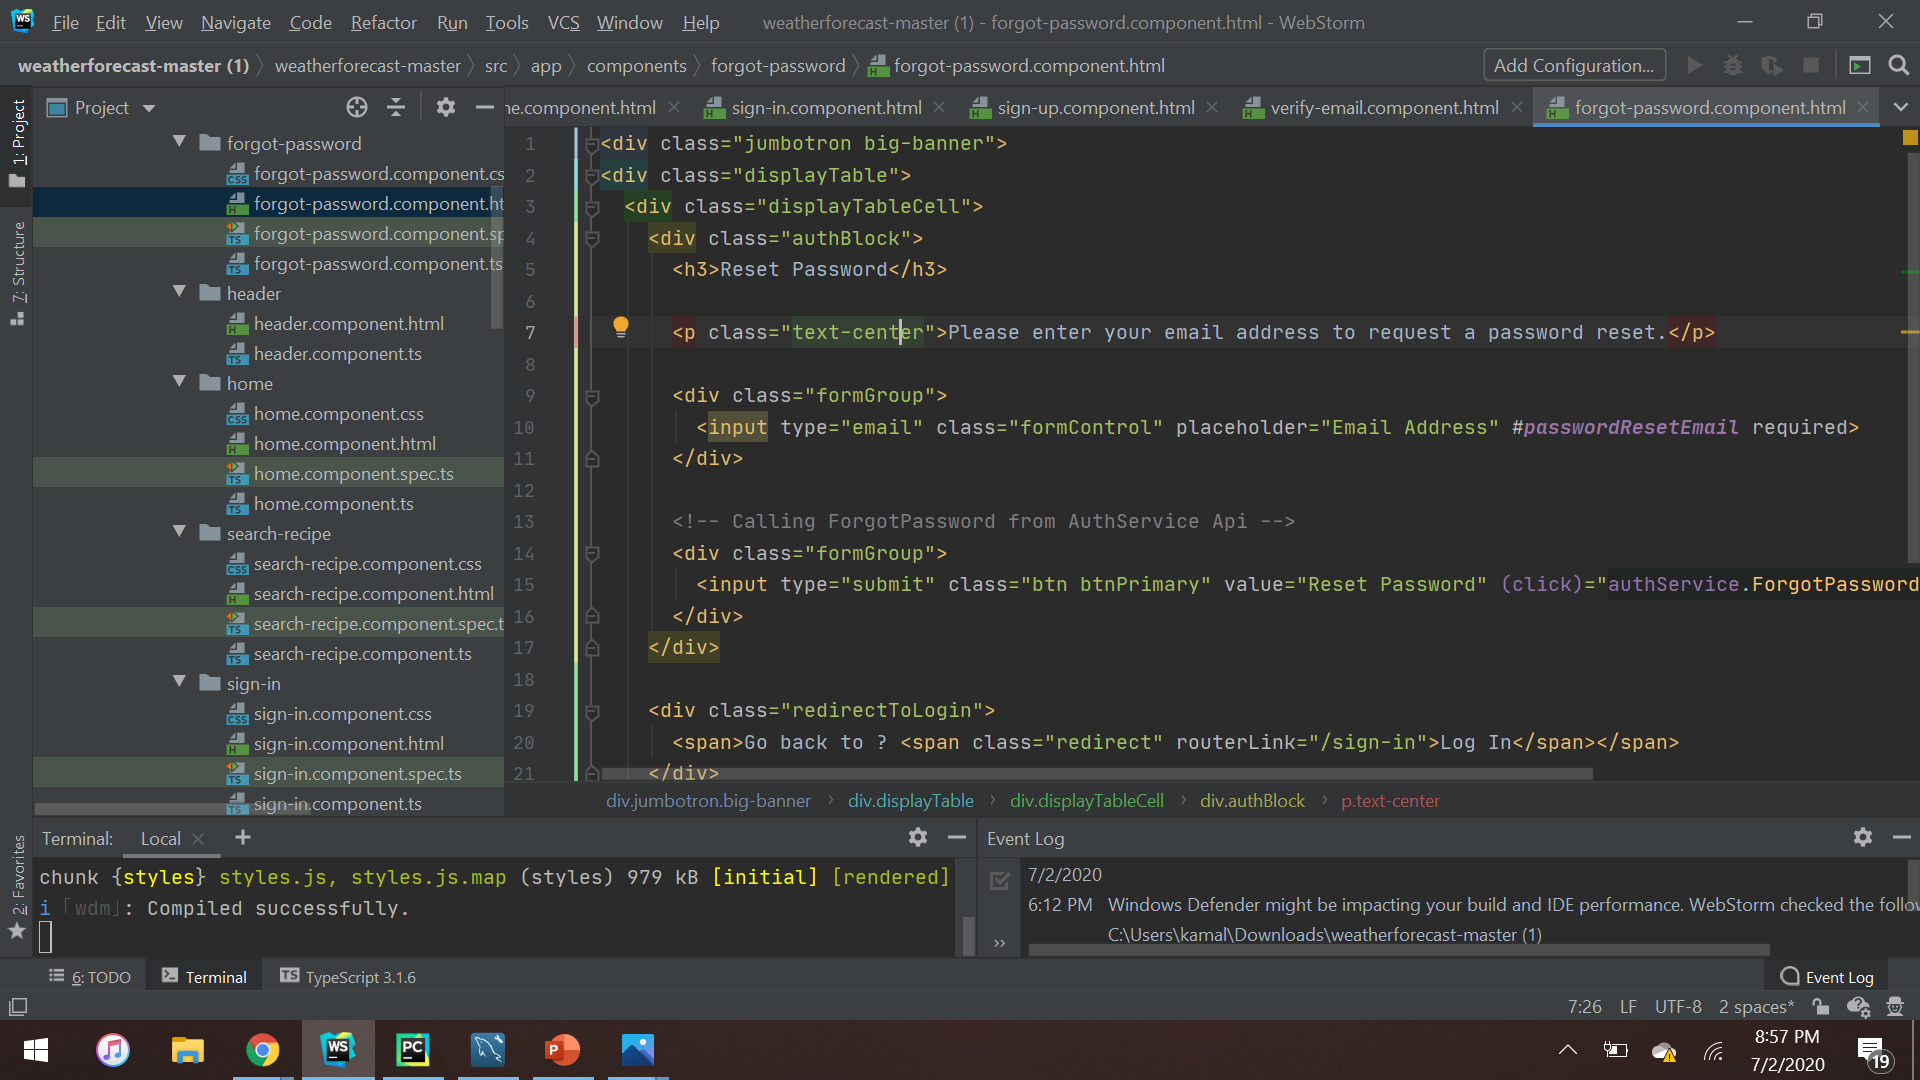 File Edit View Navigate Code Refactor Run Tools VCS Window Help weatherforecast-master (1) - forgot-password.component.html - WebStorm
weatherforecast-master (1) weatherforecast-master src app components forgot-password forgot-password.component.html Add Configuration...
Project ne.component.html sign-in.component.html sign-up.component.html verify-email.component.html forgot-password.component.html
1: Project
7: Structure
2: Favorites
forgot-password
forgot-password.component.cs
forgot-password.component.ht
forgot-password.component.sp
forgot-password.component.ts
header
header.component.html
header.component.ts
home
home.component.css
home.component.html
home.component.spec.ts
home.component.ts
search-recipe
search-recipe.component.css
search-recipe.component.html
search-recipe.component.spec.t
search-recipe.component.ts
sign-in
sign-in.component.css
sign-in.component.html
sign-in.component.spec.ts
sign-in.component.ts
1 <div class="jumbotron big-banner">
2 <div class="displayTable">
3 <div class="displayTableCell">
4 <div class="authBlock">
5 <h3>Reset Password</h3>
6
7 <p class="text-center">Please enter your email address to request a password reset.</p>
8
9 <div class="formGroup">
10 <input type="email" class="formControl" placeholder="Email Address" #passwordResetEmail required>
11 </div>
12
13 <!-- Calling ForgotPassword from AuthService Api -->
14 <div class="formGroup">
15 <input type="submit" class="btn btnPrimary" value="Reset Password" (click)="authService.ForgotPassword
16 </div>
17 </div>
18
19 <div class="redirectToLogin">
20 <span>Go back to ? <span class="redirect" routerLink="/sign-in">Log In</span></span>
21 </div>
div.jumbotron.big-banner div.displayTable div.displayTableCell div.authBlock p.text-center
Terminal: Local +
chunk {styles} styles.js, styles.js.map (styles) 979 kB [initial] [rendered]
i ｢wdm｣: Compiled successfully.
Event Log
7/2/2020
6:12 PM Windows Defender might be impacting your build and IDE performance. WebStorm checked the follov
C:\Users\kamal\Downloads\weatherforecast-master (1)
6: TODO Terminal TypeScript 3.1.6 Event Log
7:26 LF UTF-8 2 spaces*
8:57 PM
7/2/2020
19